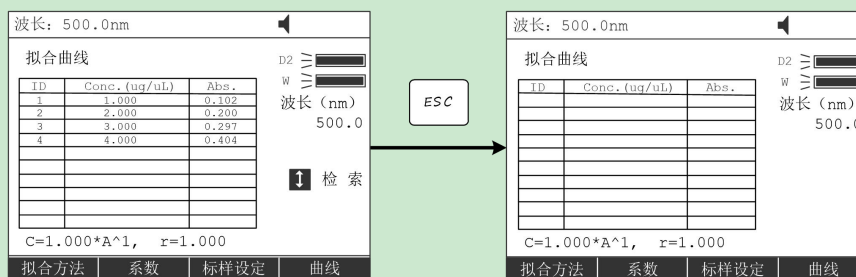 波长: 500.0nm
拟合曲线
ID Conc.(ug/uL) Abs.
1 1.000 0.102
2 2.000 0.200
3 3.000 0.297
4 4.000 0.404
C=1.000*A^1, r=1.000
D2
W
波长（nm）
500.0
检 索
拟合方法 系数 标样设定 曲线
ESC
波长: 500.0nm
拟合曲线
ID Conc.(ug/uL) Abs.
C=1.000*A^1, r=1.000
D2
W
波长（nm）
500.0
拟合方法 系数 标样设定 曲线